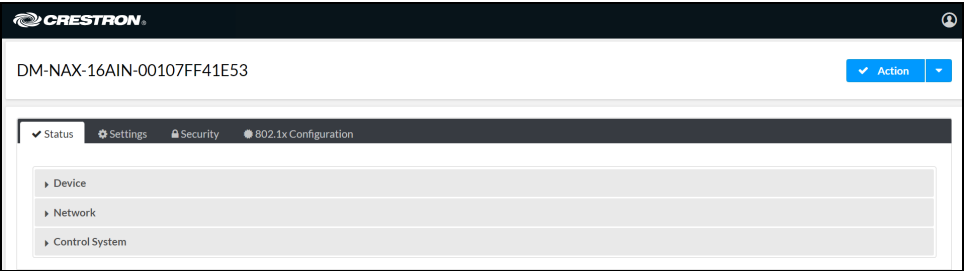 CRESTRON®
DM-NAX-16AIN-00107FF41E53
Action
Status Settings Security 802.1x Configuration
Device
Network
Control System